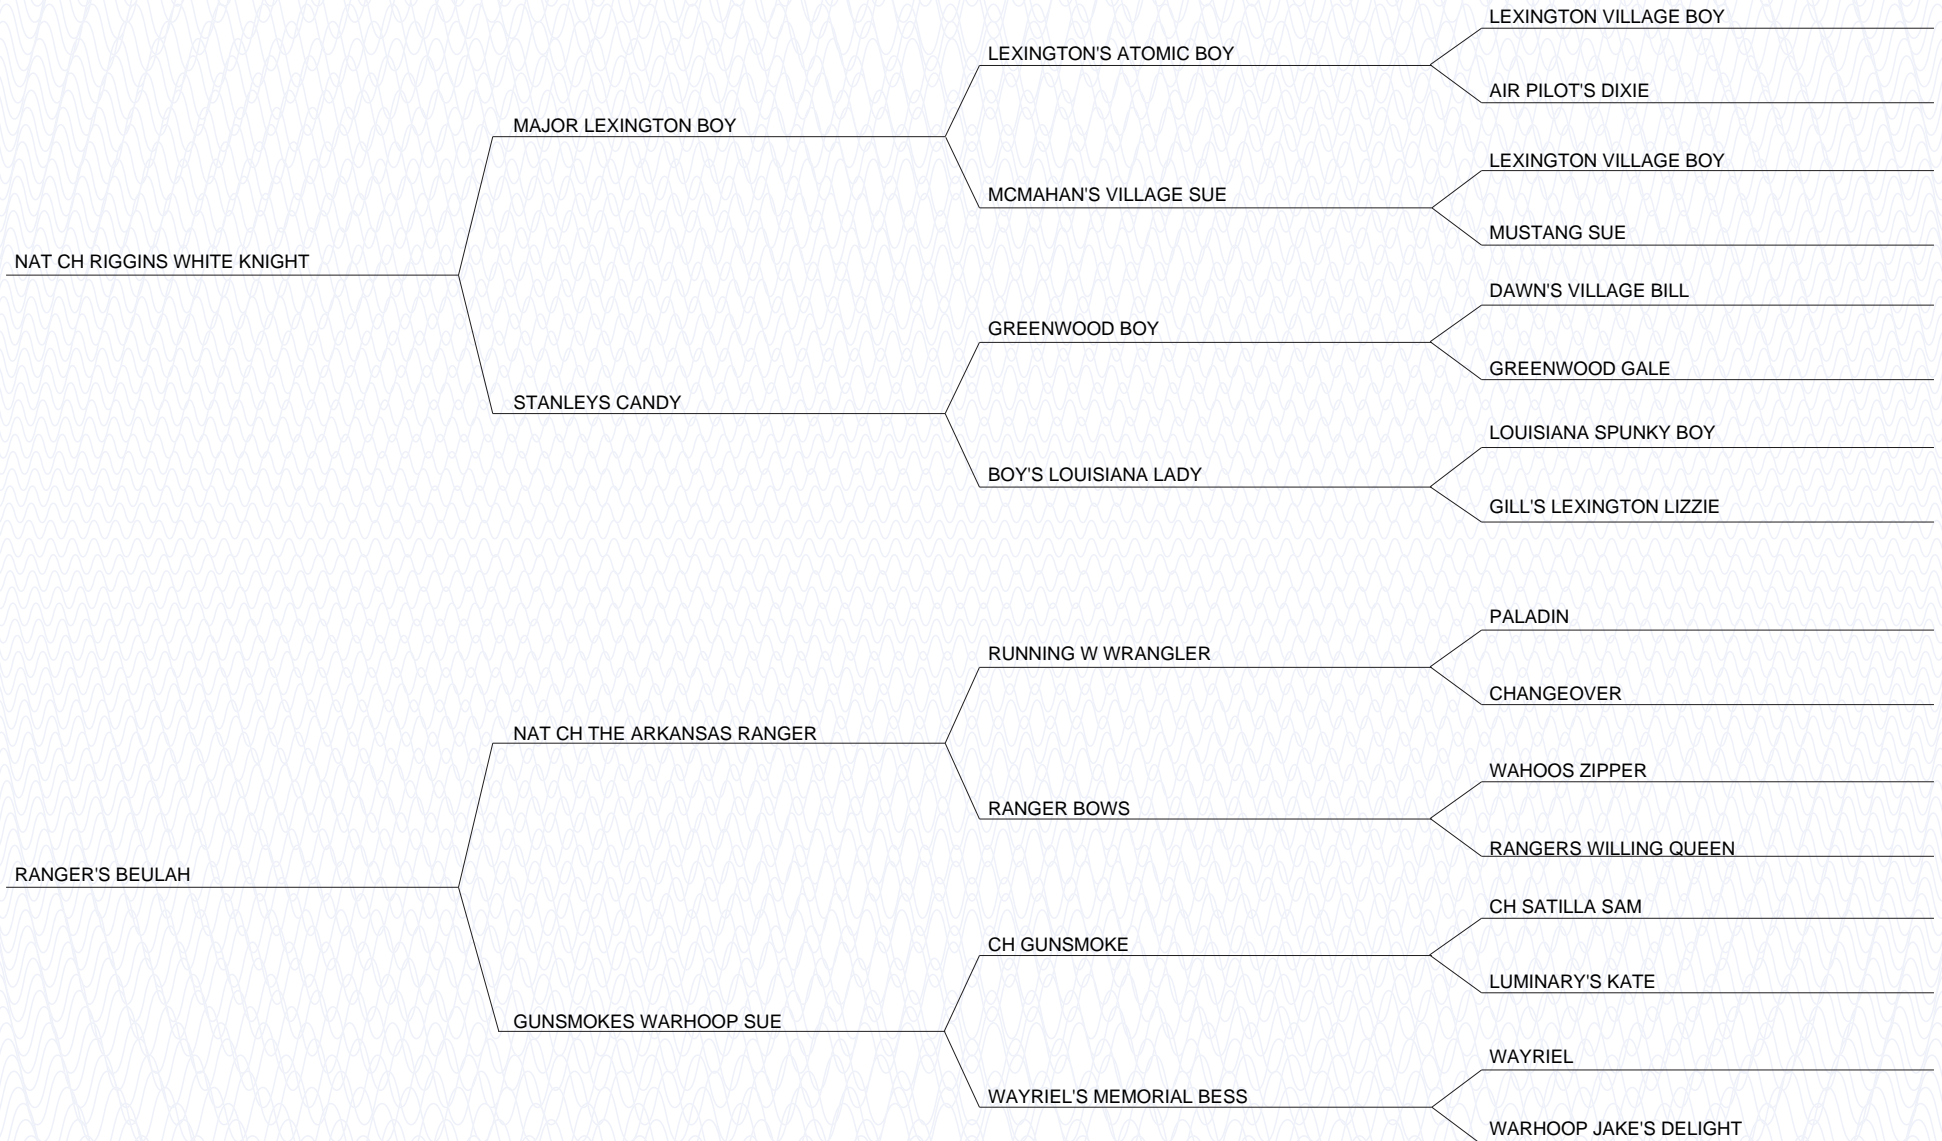 LEXINGTON VILLAGE BOY
LEXINGTON'S ATOMIC BOY
AIR PILOT'S DIXIE
MAJOR LEXINGTON BOY
LEXINGTON VILLAGE BOY
MCMAHAN'S VILLAGE SUE
MUSTANG SUE
NAT CH RIGGINS WHITE KNIGHT
DAWN'S VILLAGE BILL
GREENWOOD BOY
GREENWOOD GALE
STANLEYS CANDY
LOUISIANA SPUNKY BOY
BOY'S LOUISIANA LADY
GILL'S LEXINGTON LIZZIE
PALADIN
RUNNING W WRANGLER
CHANGEOVER
NAT CH THE ARKANSAS RANGER
WAHOOS ZIPPER
RANGER BOWS
RANGERS WILLING QUEEN
RANGER'S BEULAH
CH SATILLA SAM
CH GUNSMOKE
LUMINARY'S KATE
GUNSMOKES WARHOOP SUE
WAYRIEL
WAYRIEL'S MEMORIAL BESS
WARHOOP JAKE'S DELIGHT